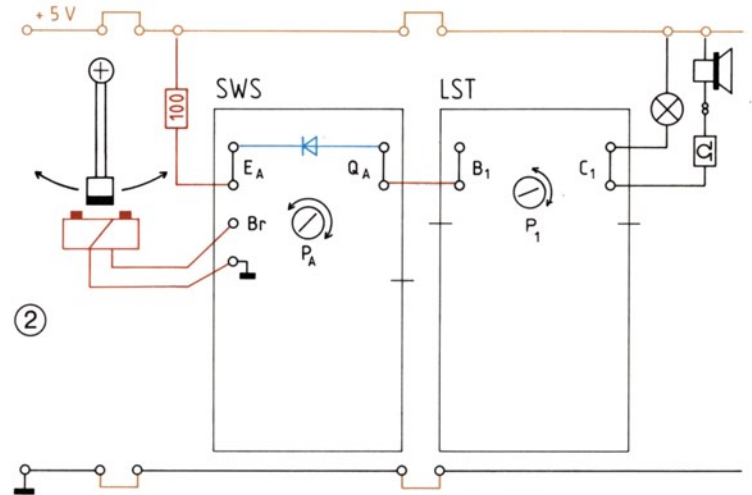 + 5 V
SWS
LST
100
E_A
Q_A
B_1
C_1
Br
P_A
P_1
Ω
2